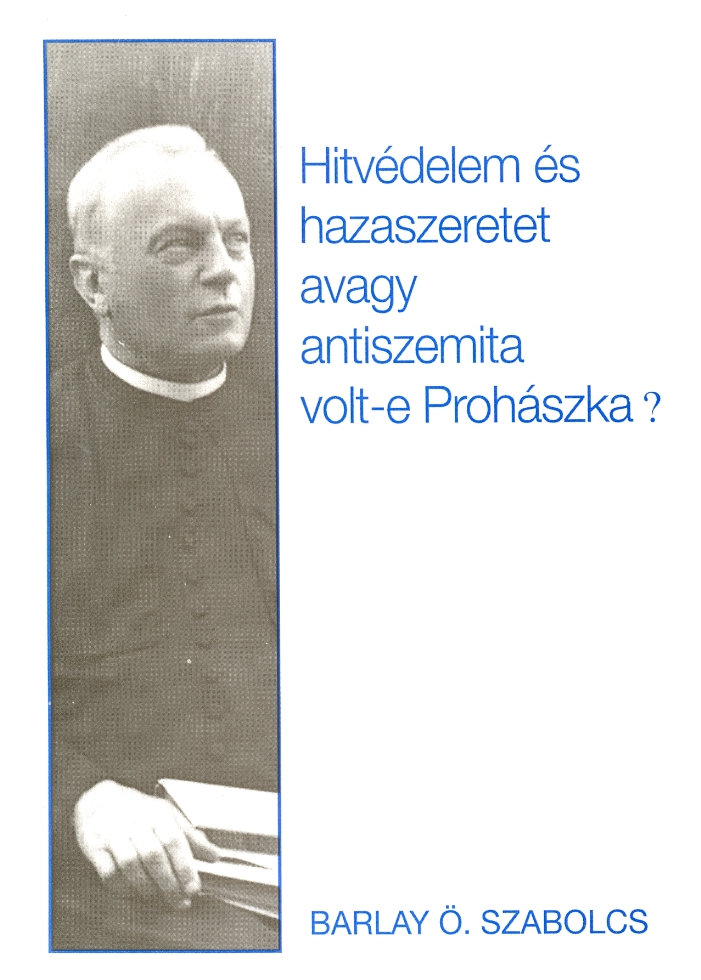 Hitvédelem és
hazaszeretet
avagy
antiszemita
volt-e Prohászka ?
BARLAY Ö. SZABOLCS